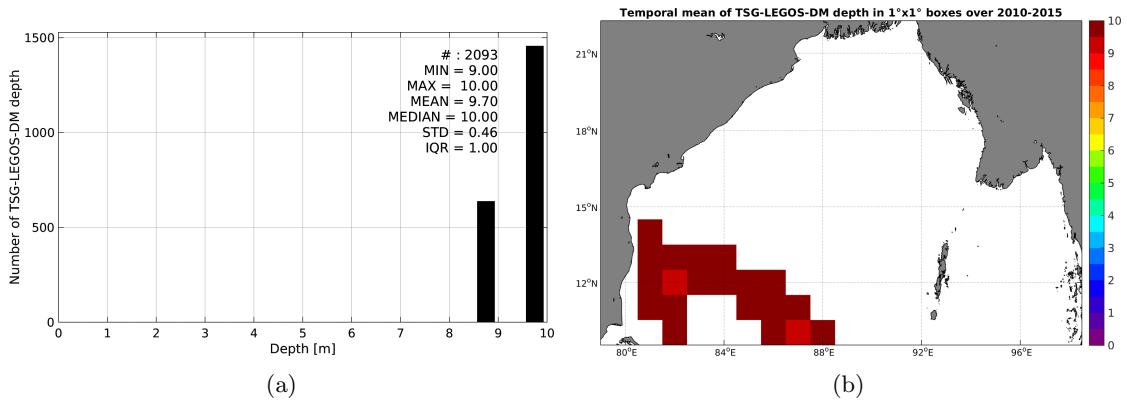 1500
1000
500
0
Number of TSG-LEGOS-DM depth
# : 2093
MIN = 9.00
MAX = 10.00
MEAN = 9.70
MEDIAN = 10.00
STD = 0.46
IQR = 1.00
0 1 2 3 4 5 6 7 8 9 10
Depth [m]
(a)
Temporal mean of TSG-LEGOS-DM depth in 1°x1° boxes over 2010-2015
21°N
18°N
15°N
12°N
80°E 84°E 88°E 92°E 96°E
10
9
8
7
6
5
4
3
2
1
0
(b)